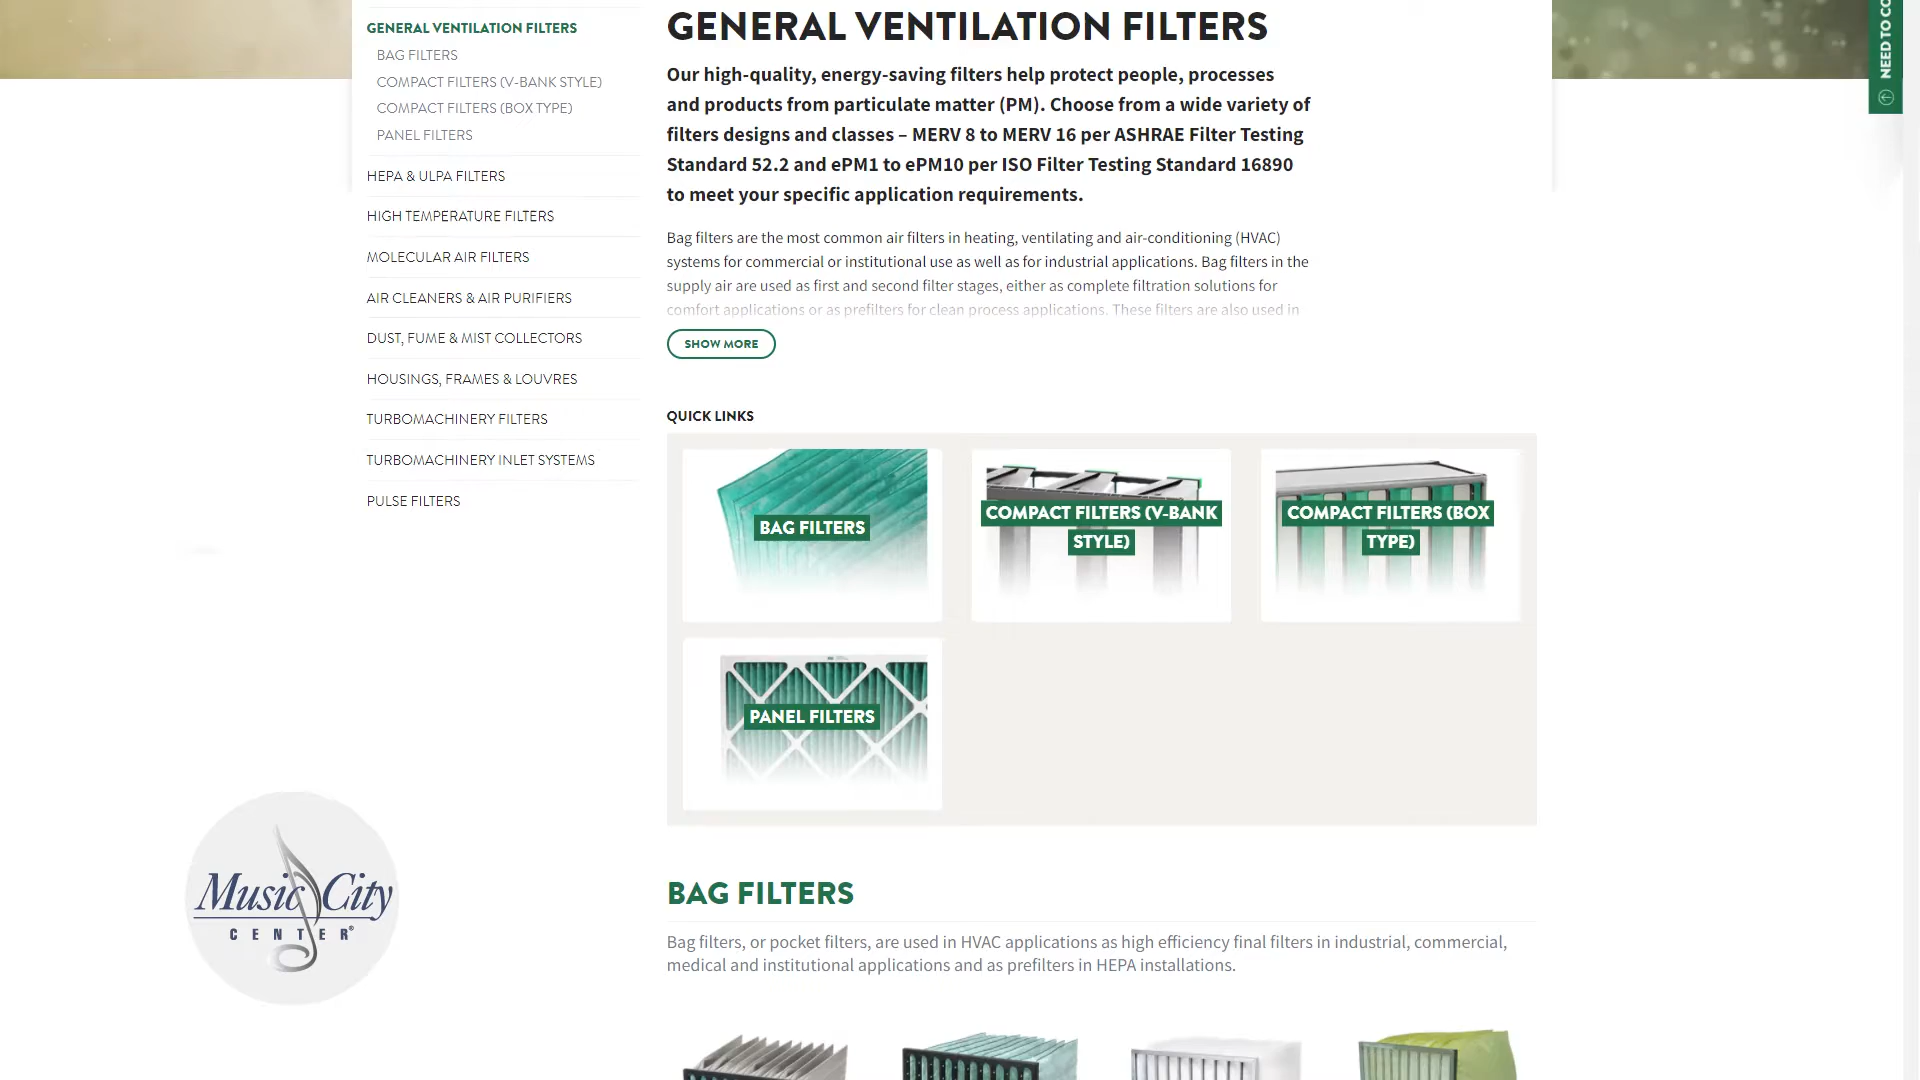 GENERAL VENTILATION FILTERS
BAG FILTERS
COMPACT FILTERS (V-BANK STYLE)
COMPACT FILTERS (BOX TYPE)
PANEL FILTERS
HEPA & ULPA FILTERS
HIGH TEMPERATURE FILTERS
MOLECULAR AIR FILTERS
AIR CLEANERS & AIR PURIFIERS
DUST, FUME & MIST COLLECTORS
HOUSINGS, FRAMES & LOUVRES
TURBOMACHINERY FILTERS
TURBOMACHINERY INLET SYSTEMS
PULSE FILTERS
GENERAL VENTILATION FILTERS
Our high-quality, energy-saving filters help protect people, processes
and products from particulate matter (PM). Choose from a wide variety of
filters designs and classes – MERV 8 to MERV 16 per ASHRAE Filter Testing
Standard 52.2 and ePM1 to ePM10 per ISO Filter Testing Standard 16890
to meet your specific application requirements.
Bag filters are the most common air filters in heating, ventilating and air-conditioning (HVAC)
systems for commercial or institutional use as well as for industrial applications. Bag filters in the
supply air are used as first and second filter stages, either as complete filtration solutions for
comfort applications or as prefilters for clean process applications. These filters are also used in
SHOW MORE
QUICK LINKS
BAG FILTERS
COMPACT FILTERS (V-BANK
STYLE)
COMPACT FILTERS (BOX
TYPE)
PANEL FILTERS
BAG FILTERS
Bag filters, or pocket filters, are used in HVAC applications as high efficiency final filters in industrial, commercial,
medical and institutional applications and as prefilters in HEPA installations.
NEED TO CO
Music City
CENTER®